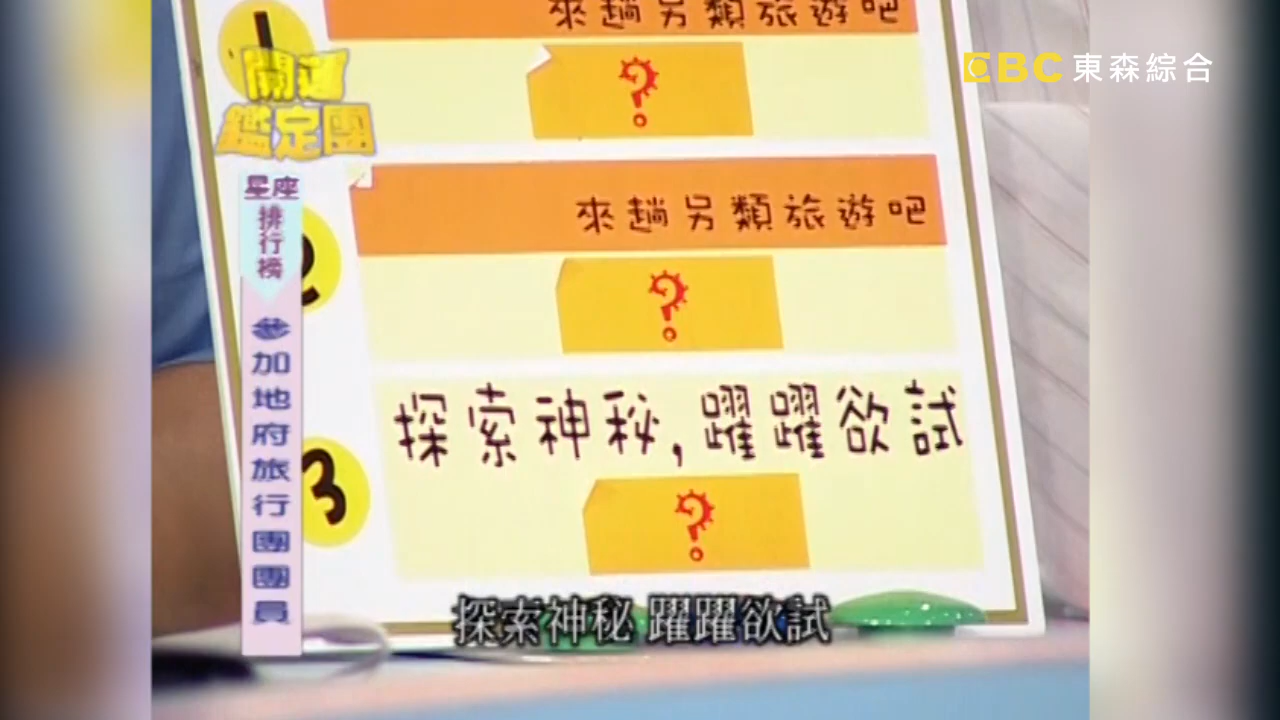 1
來趟另類旅遊吧
?
EBC 東森綜合
開運
鑑定團
星座
排行榜
參加地府旅行團團員
2
來趟另類旅遊吧
?
3
探索神秘,躍躍欲試
?
探索神秘 躍躍欲試